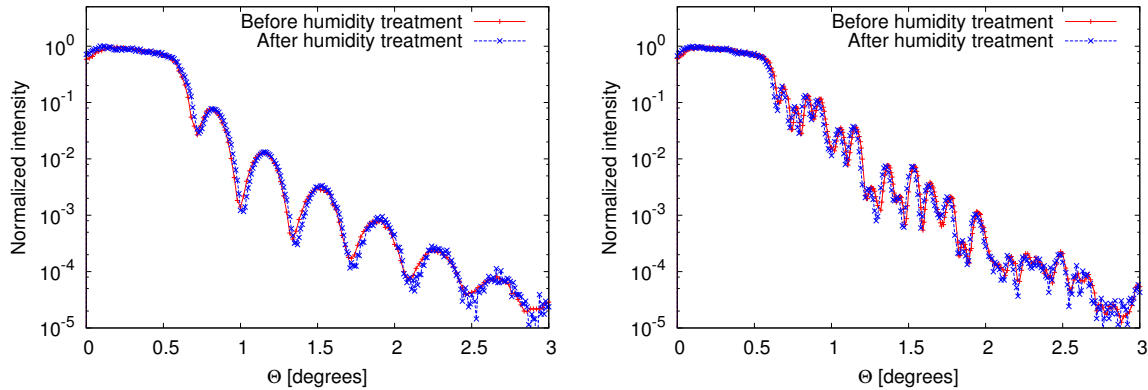 Before humidity treatment
After humidity treatment
10^0
10^-1
10^-2
10^-3
10^-4
10^-5
0 0.5 1 1.5 2 2.5 3
Normalized intensity
Θ [degrees]
Before humidity treatment
After humidity treatment
10^0
10^-1
10^-2
10^-3
10^-4
10^-5
0 0.5 1 1.5 2 2.5 3
Normalized intensity
Θ [degrees]